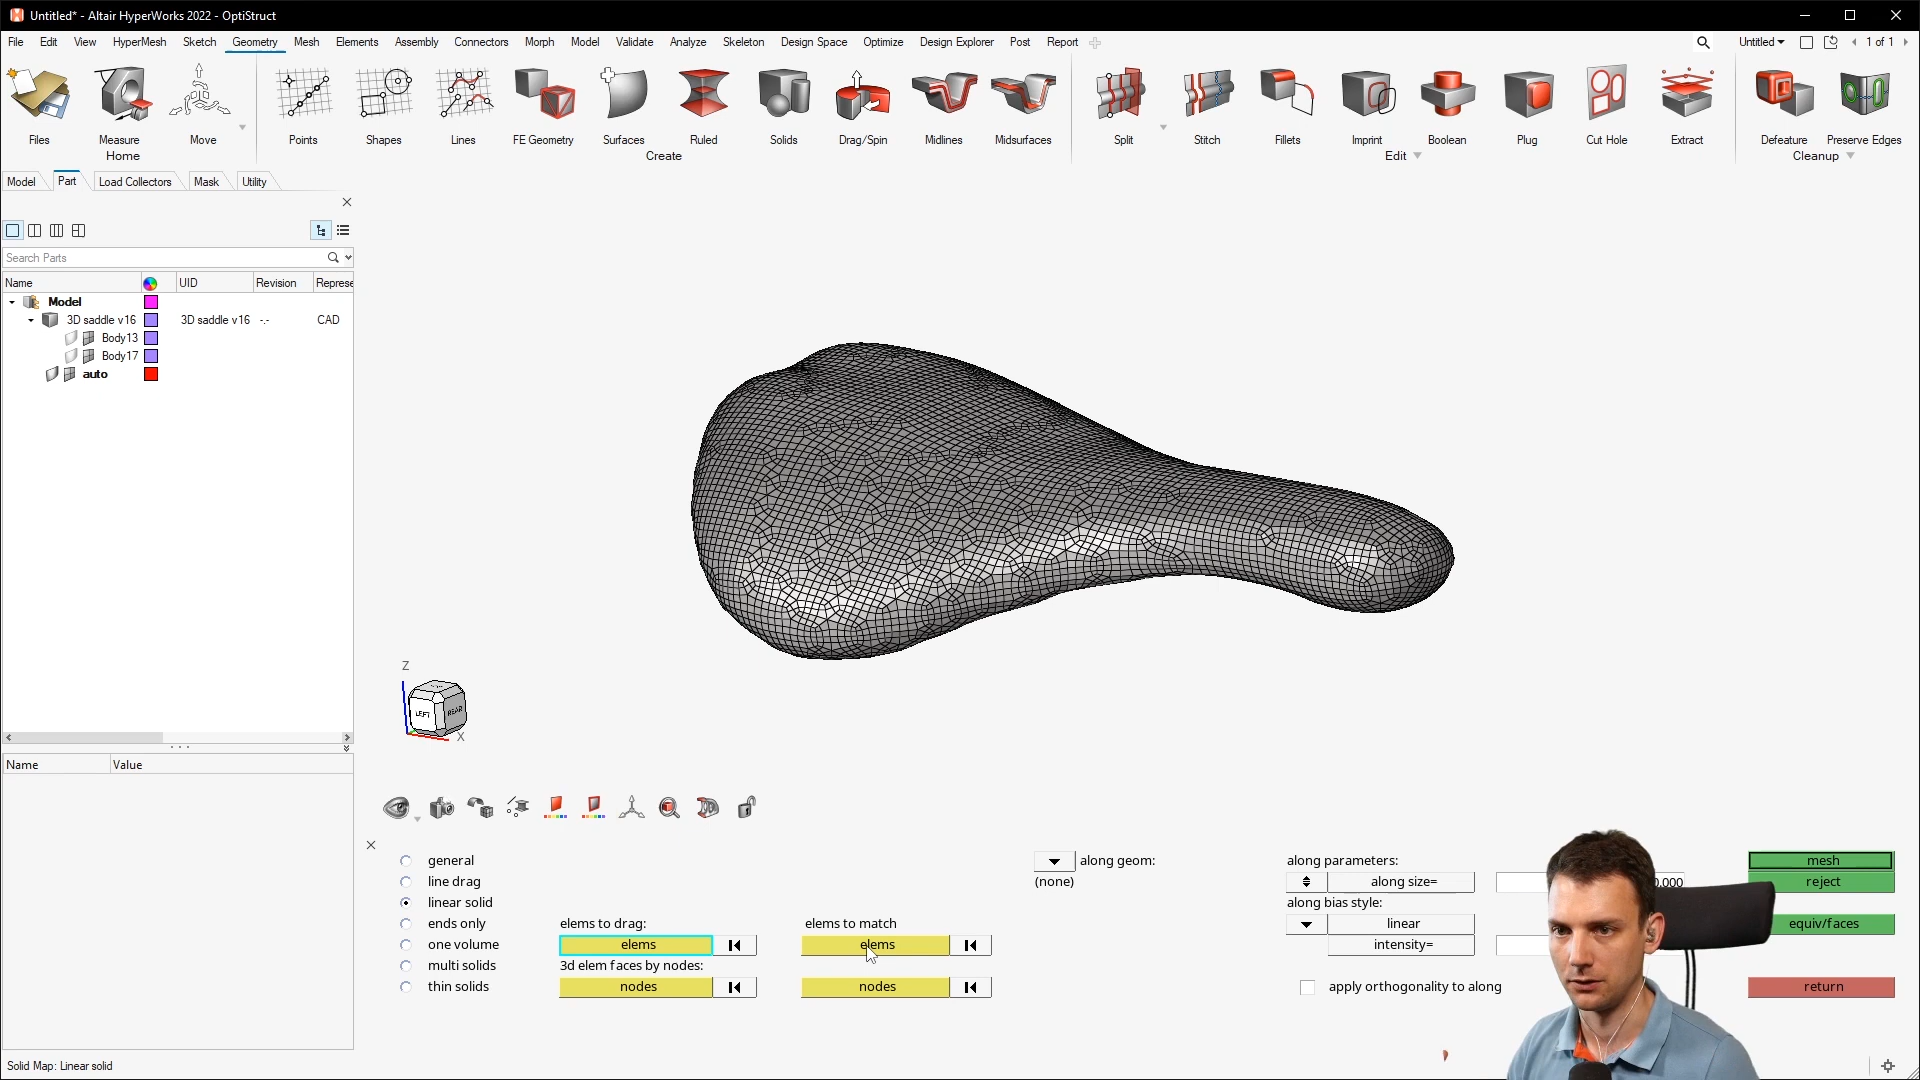 Untitled* - Altair HyperWorks 2022 - OptiStruct
File Edit View HyperMesh Sketch Geometry Mesh Elements Assembly Connectors Morph Model Validate Analyze Skeleton Design Space Optimize Design Explorer Post Report Untitled 1 of 1
Files Measure Move Points Shapes Lines FE Geometry Surfaces Ruled Solids Drag/Spin Midlines Midsurfaces Split Stitch Fillets Imprint Boolean Plug Cut Hole Extract Defeature Preserve Edges
Home Create Edit Cleanup
Model Part Load Collectors Mask Utility
Search Parts
Name UID Revision Represe
Model
3D saddle v16 3D saddle v16 -.- CAD
Body13
Body17
auto
Z
LEFT REAR
X
Name Value
general along geom: along parameters: mesh
line drag (none) along size= 0.000 reject
linear solid along bias style:
ends only elems to drag: elems to match linear equiv/faces
one volume elems elems intensity=
multi solids 3d elem faces by nodes:
thin solids nodes nodes apply orthogonality to along return
Solid Map: Linear solid